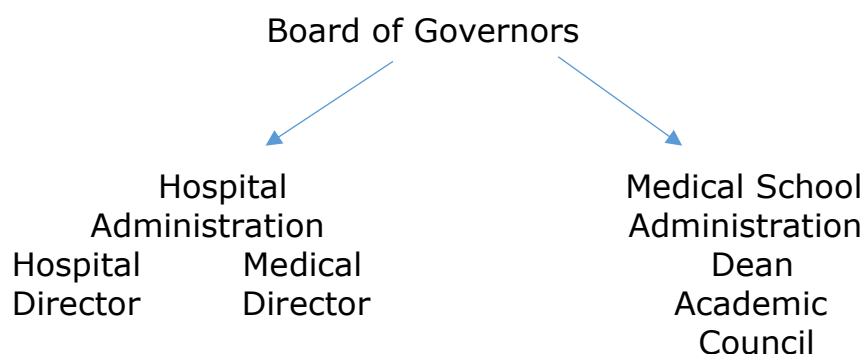 Board of Governors
Hospital
Administration
Hospital Director
Medical Director
Medical School
Administration
Dean
Academic
Council